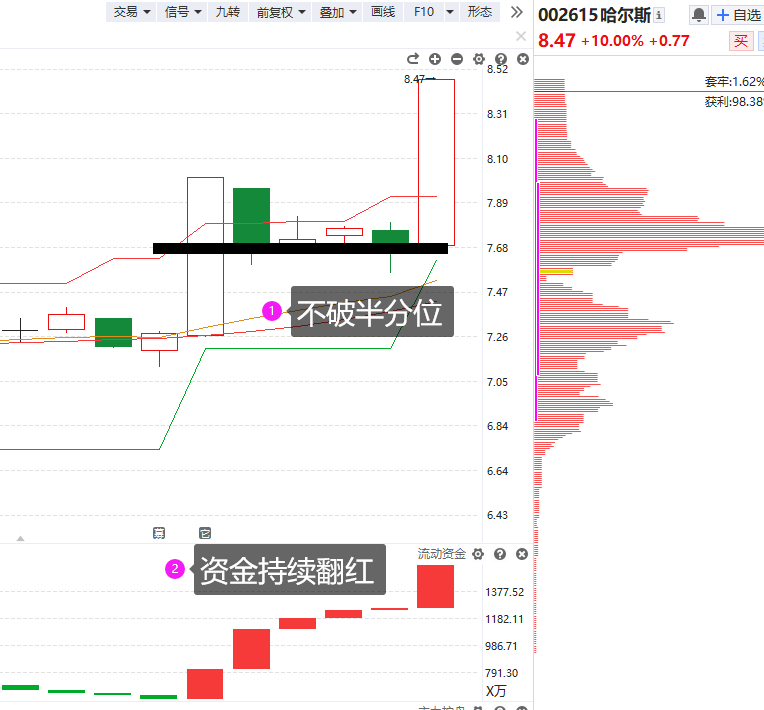 交易 信号 九转 前复权 叠加 画线 F10 形态
002615哈尔斯 自选
8.47 +10.00% +0.77 买
8.52
8.47→
套牢:1.62%
获利:98.38
8.31
8.10
7.89
7.68
7.47
① 不破半分位
7.26
7.05
6.84
6.64
6.43
流动资金
② 资金持续翻红
1377.52
1182.11
986.71
791.30
X万